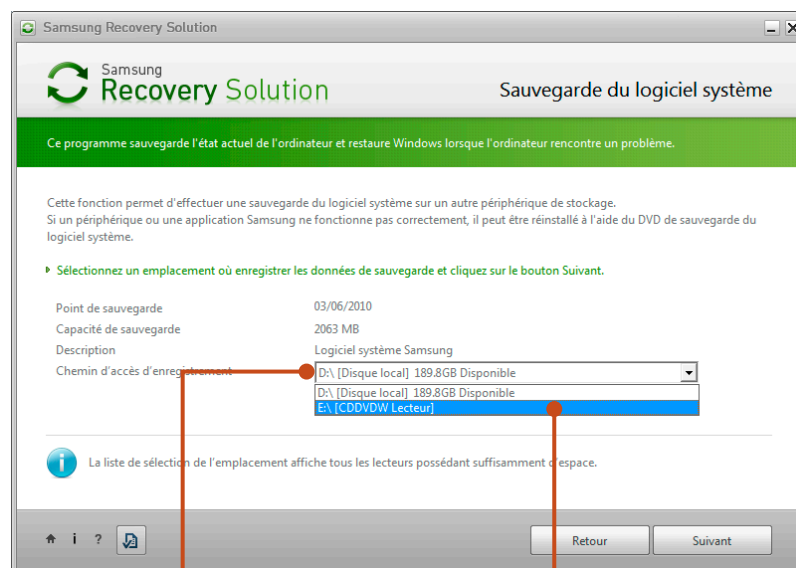 Samsung Recovery Solution
Samsung
Recovery Solution
Sauvegarde du logiciel système
Ce programme sauvegarde l'état actuel de l'ordinateur et restaure Windows lorsque l'ordinateur rencontre un problème.
Cette fonction permet d'effectuer une sauvegarde du logiciel système sur un autre périphérique de stockage.
Si un périphérique ou une application Samsung ne fonctionne pas correctement, il peut être réinstallé à l'aide du DVD de sauvegarde du
logiciel système.
Sélectionnez un emplacement où enregistrer les données de sauvegarde et cliquez sur le bouton Suivant.
Point de sauvegarde 03/06/2010
Capacité de sauvegarde 2063 MB
Description Logiciel système Samsung
Chemin d'accès d'enregistrement D:\ [Disque local] 189.8GB Disponible
D:\ [Disque local] 189.8GB Disponible
E:\ [CDDVDW Lecteur]
La liste de sélection de l'emplacement affiche tous les lecteurs possédant suffisamment d'espace.
i ? Retour Suivant